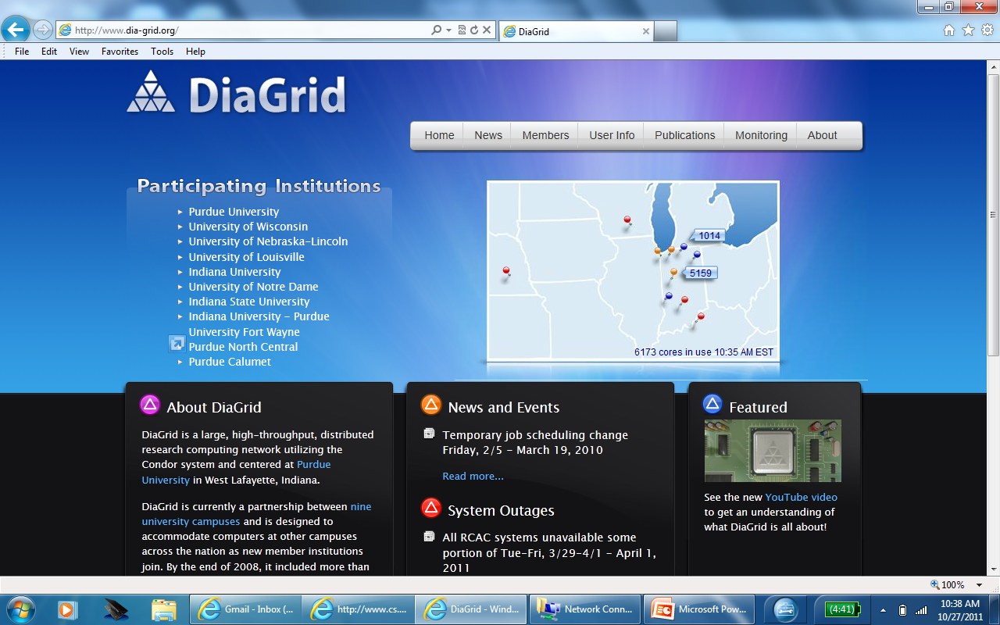 http://www.dia-grid.org/
DiaGrid
File Edit View Favorites Tools Help
DiaGrid
Home News Members User Info Publications Monitoring About
Participating Institutions
Purdue University
University of Wisconsin
University of Nebraska-Lincoln
University of Louisville
Indiana University
University of Notre Dame
Indiana State University
Indiana University - Purdue
University Fort Wayne
Purdue North Central
Purdue Calumet
1014
5159
6173 cores in use 10:35 AM EST
About DiaGrid
DiaGrid is a large, high-throughput, distributed
research computing network utilizing the
Condor system and centered at Purdue
University in West Lafayette, Indiana.
DiaGrid is currently a partnership between nine
university campuses and is designed to
accommodate computers at other campuses
across the nation as new member institutions
join. By the end of 2008, it included more than
News and Events
Temporary job scheduling change
Friday, 2/5 - March 19, 2010
Read more...
System Outages
All RCAC systems unavailable some
portion of Tue-Fri, 3/29-4/1 - April 1,
2011
Featured
See the new YouTube video
to get an understanding of
what DiaGrid is all about!
100%
Gmail - Inbox (... http://www.cs.... DiaGrid - Wind... Network Conn... Microsoft Pow... (4:41) 10:38 AM
10/27/2011